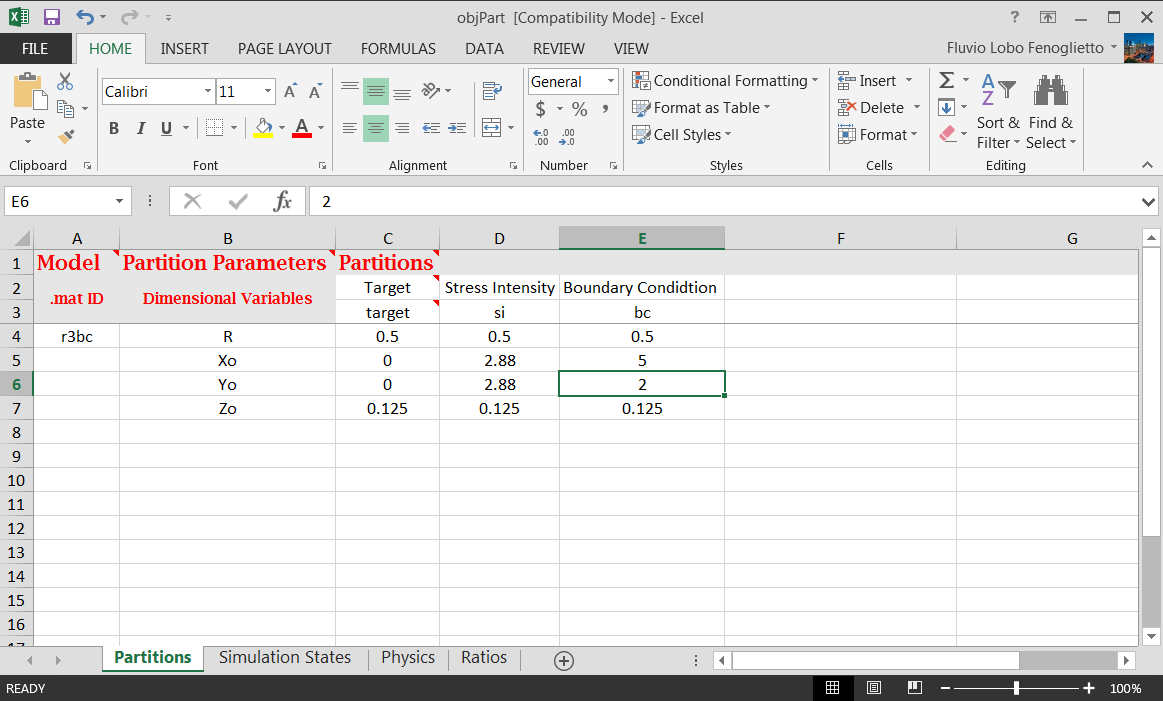 objPart [Compatibility Mode] - Excel
FILE HOME INSERT PAGE LAYOUT FORMULAS DATA REVIEW VIEW Fluvio Lobo Fenoglietto
Paste
Calibri 11
B I U A
General
$ % ,
Conditional Formatting
Format as Table
Cell Styles
Insert
Delete
Format
Sort & Filter
Find & Select
Clipboard Font Alignment Number Styles Cells Editing
E6 fx 2
A B C D E F G
1 Model Partition Parameters Partitions
2 .mat ID Dimensional Variables Target Stress Intensity Boundary Condidtion
3 target si bc
4 r3bc R 0.5 0.5 0.5
5 Xo 0 2.88 5
6 Yo 0 2.88 2
7 Zo 0.125 0.125 0.125
8
9
10
11
12
13
14
15
16
17
Partitions Simulation States Physics Ratios
READY 100%